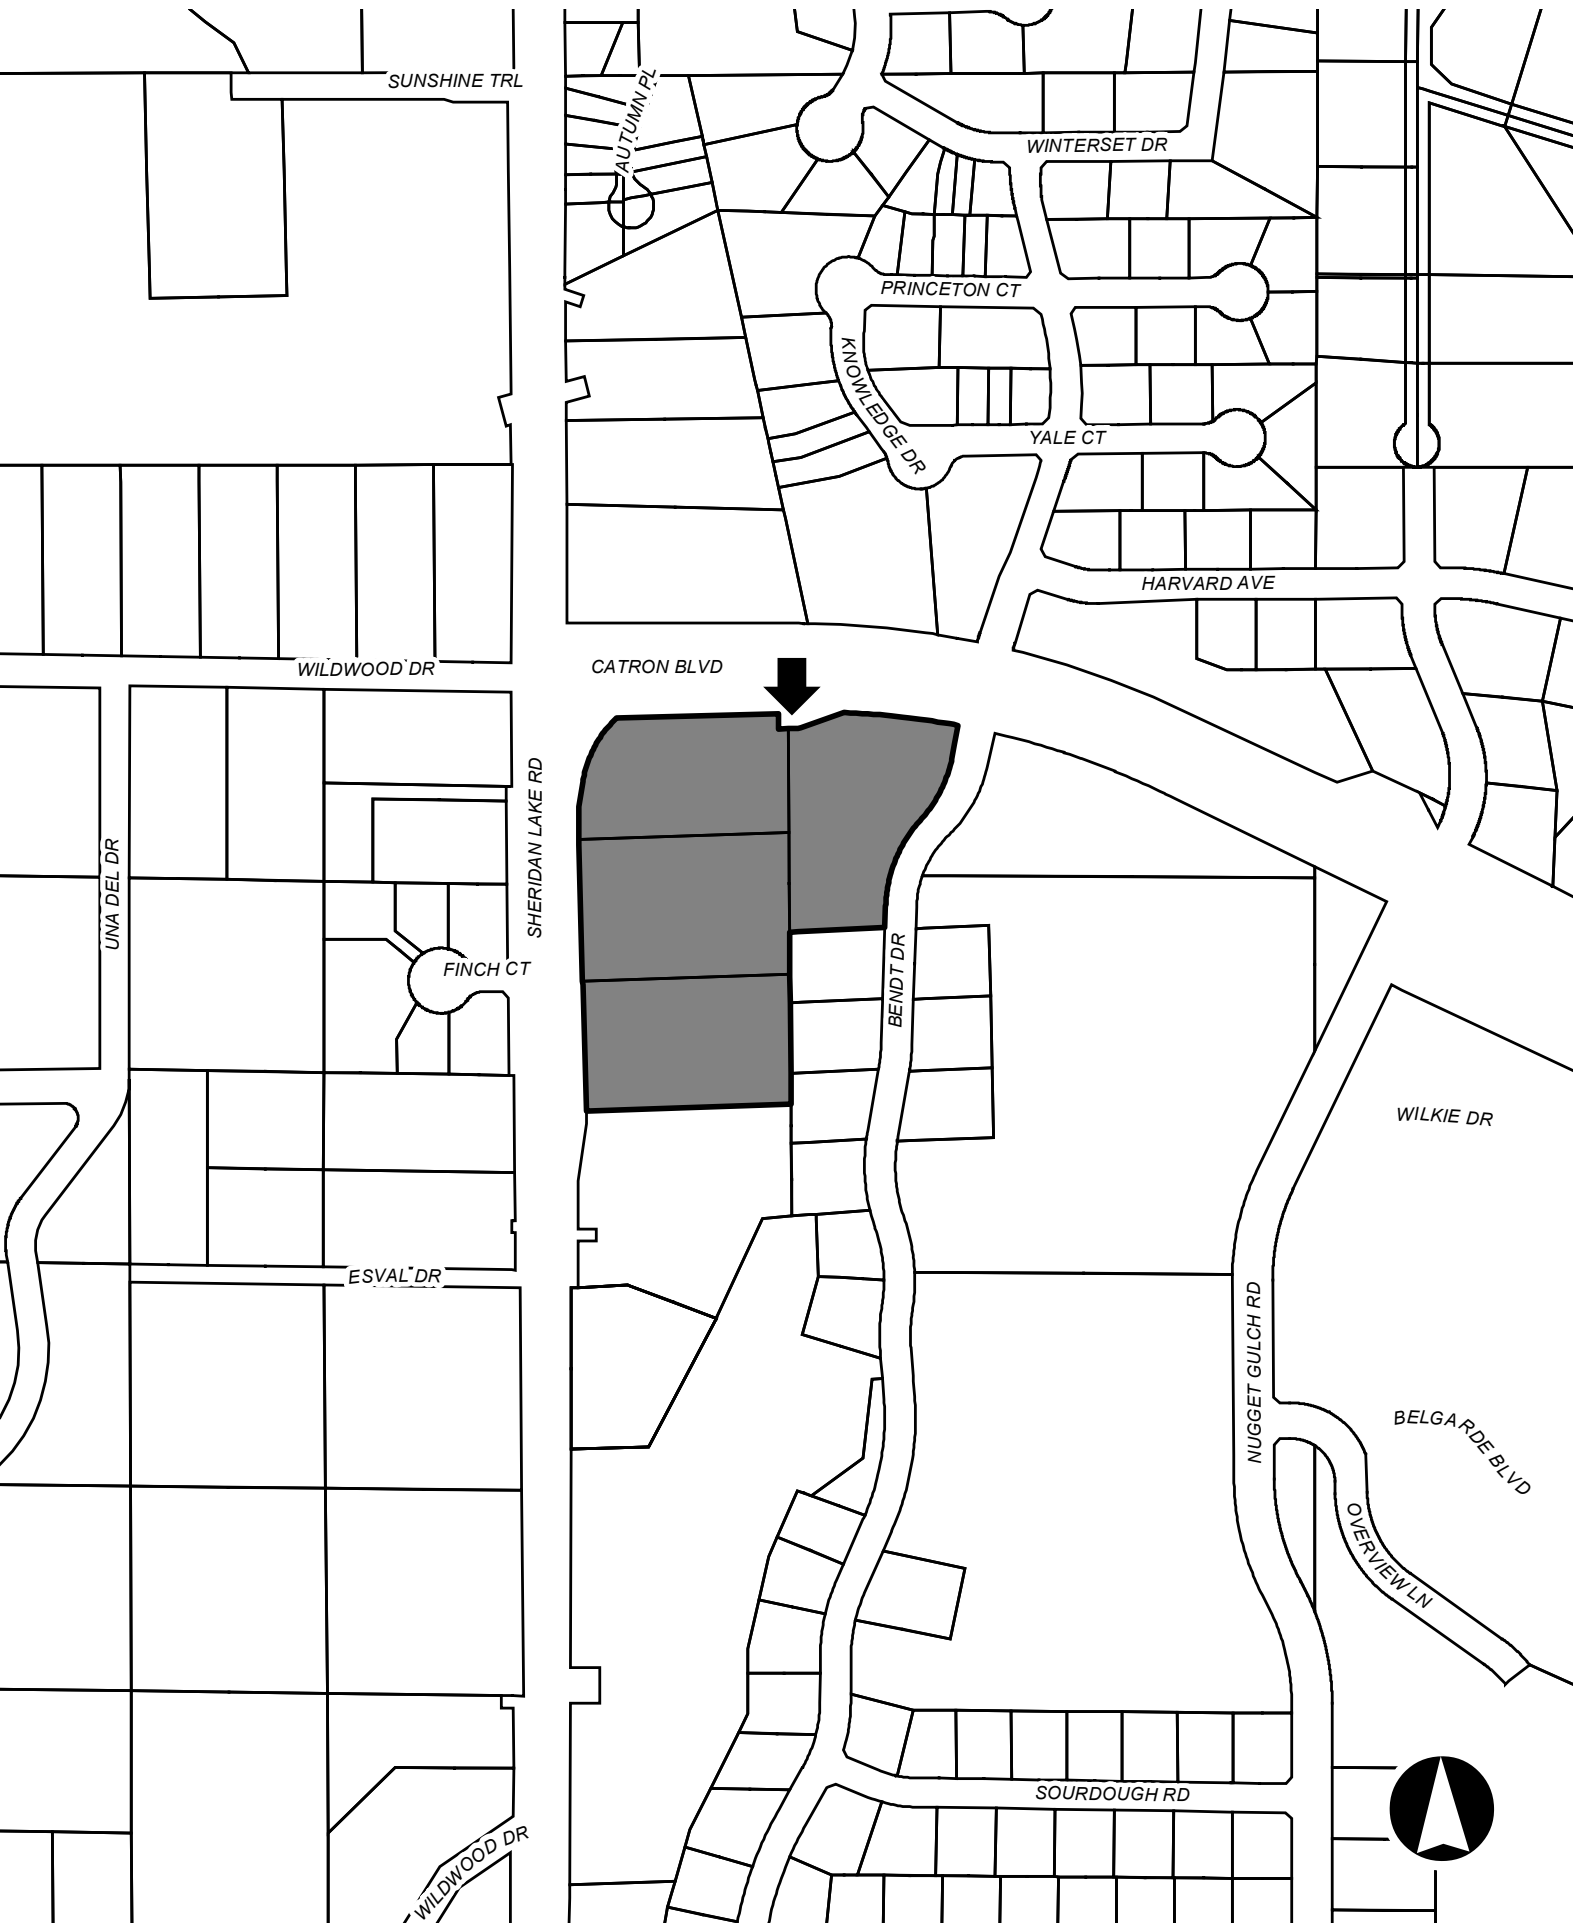 SUNSHINE TRL
AUTUMN PL
WINTERSET DR
PRINCETON CT
KNOWLEDGE DR
YALE CT
HARVARD AVE
WILDWOOD DR
CATRON BLVD
SHERIDAN LAKE RD
UNA DEL DR
FINCH CT
BENDT DR
WILKIE DR
ESVAL DR
NUGGET GULCH RD
BELGARDE BLVD
OVERVIEW LN
SOURDOUGH RD
WILDWOOD DR